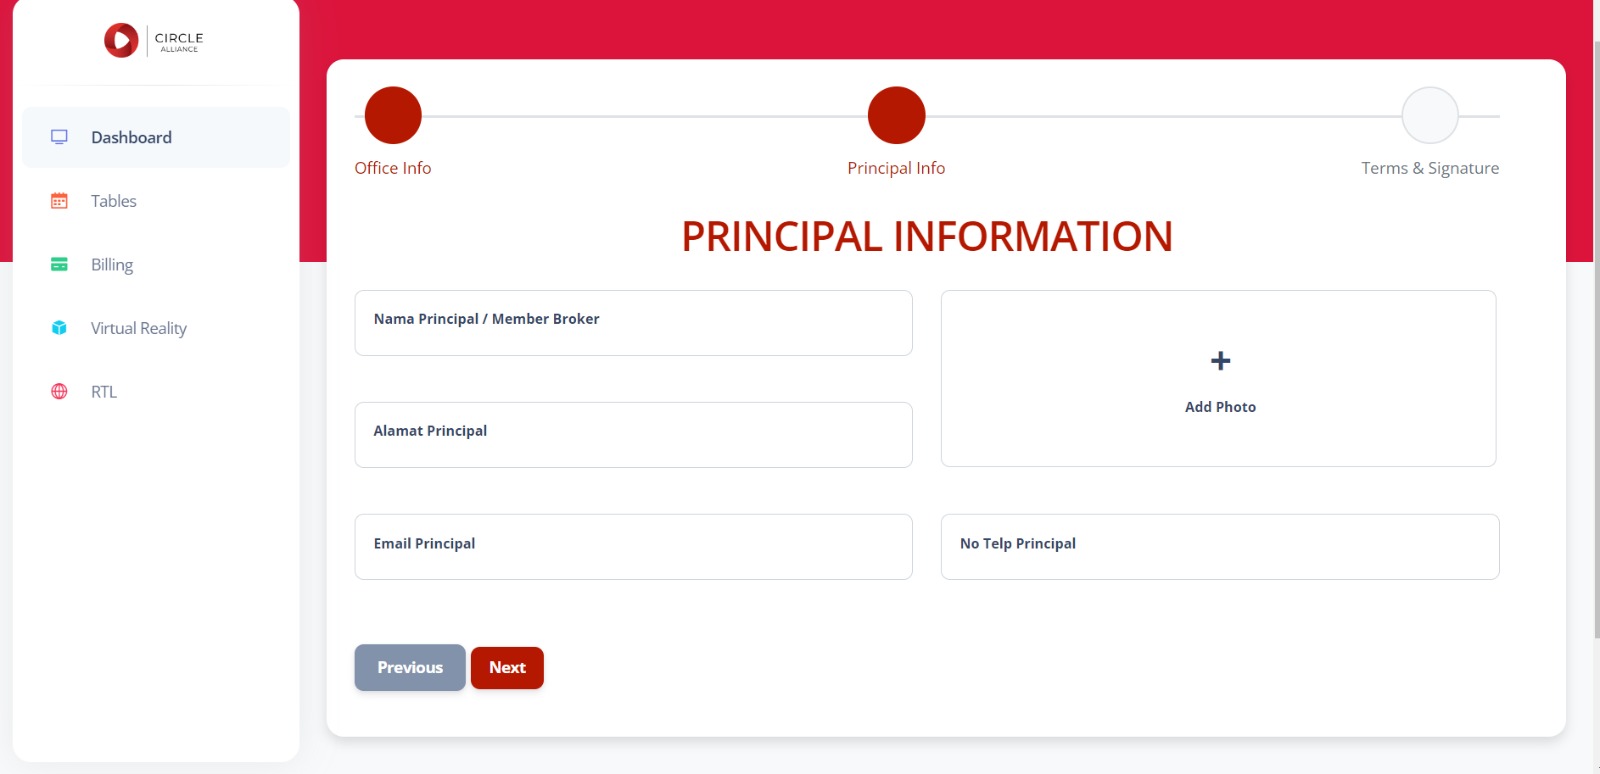 CIRCLE
ALLIANCE
Dashboard
Tables
Billing
Virtual Reality
RTL
Office Info
Principal Info
Terms & Signature
PRINCIPAL INFORMATION
Nama Principal / Member Broker
Add Photo
Alamat Principal
Email Principal
No Telp Principal
Previous
Next